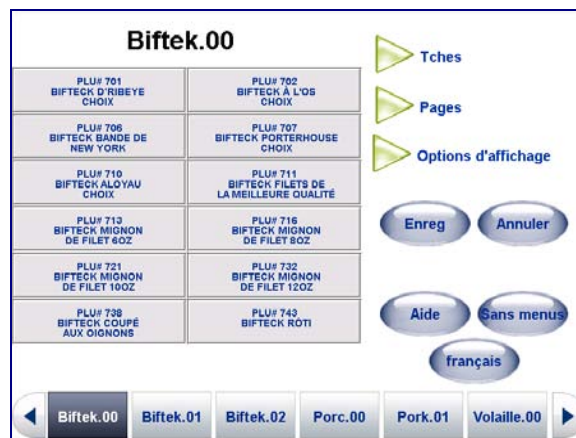 Biftek.00
PLU# 701
BIFTECK D'RIBEYE
CHOIX
PLU# 702
BIFTECK À L'OS
CHOIX
PLU# 706
BIFTECK BANDE DE
NEW YORK
PLU# 707
BIFTECK PORTERHOUSE
CHOIX
PLU# 710
BIFTECK ALOYAU
CHOIX
PLU# 711
BIFTECK FILETS DE
LA MEILLEURE QUALITÉ
PLU# 713
BIFTECK MIGNON
DE FILET 6OZ
PLU# 716
BIFTECK MIGNON
DE FILET 8OZ
PLU# 721
BIFTECK MIGNON
DE FILET 10OZ
PLU# 732
BIFTECK MIGNON
DE FILET 12OZ
PLU# 738
BIFTECK COUPÉ
AUX OIGNONS
PLU# 743
BIFTECK ROTI
Tches
Pages
Options d'affichage
Enreg
Annuler
Aide
Sans menus
français
Biftek.00
Biftek.01
Biftek.02
Porc.00
Pork.01
Volaille.00